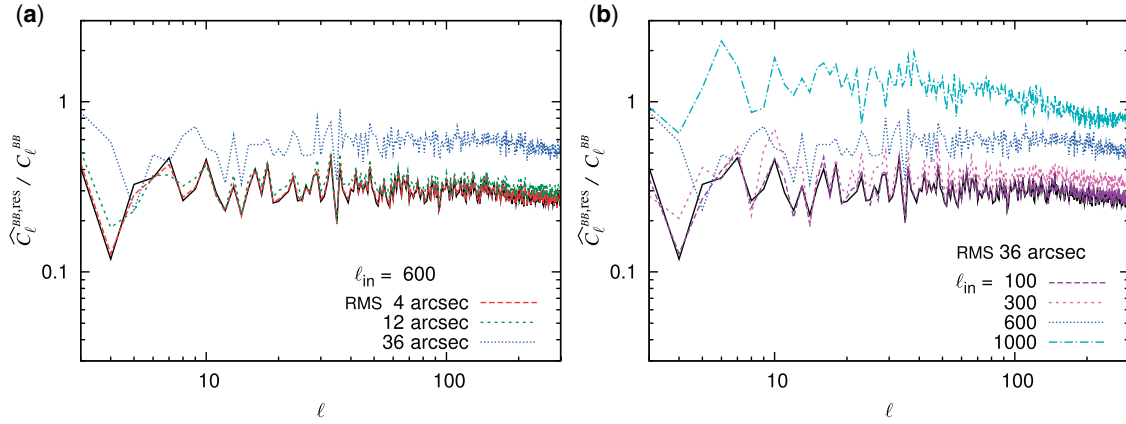 (a)
1
0.1
10
100
ℓ
Ĉ_ℓ^{BB,res} / C_ℓ^{BB}
ℓ_in = 600
RMS 4 arcsec
12 arcsec
36 arcsec
(b)
1
0.1
10
100
ℓ
Ĉ_ℓ^{BB,res} / C_ℓ^{BB}
RMS 36 arcsec
ℓ_in = 100
300
600
1000